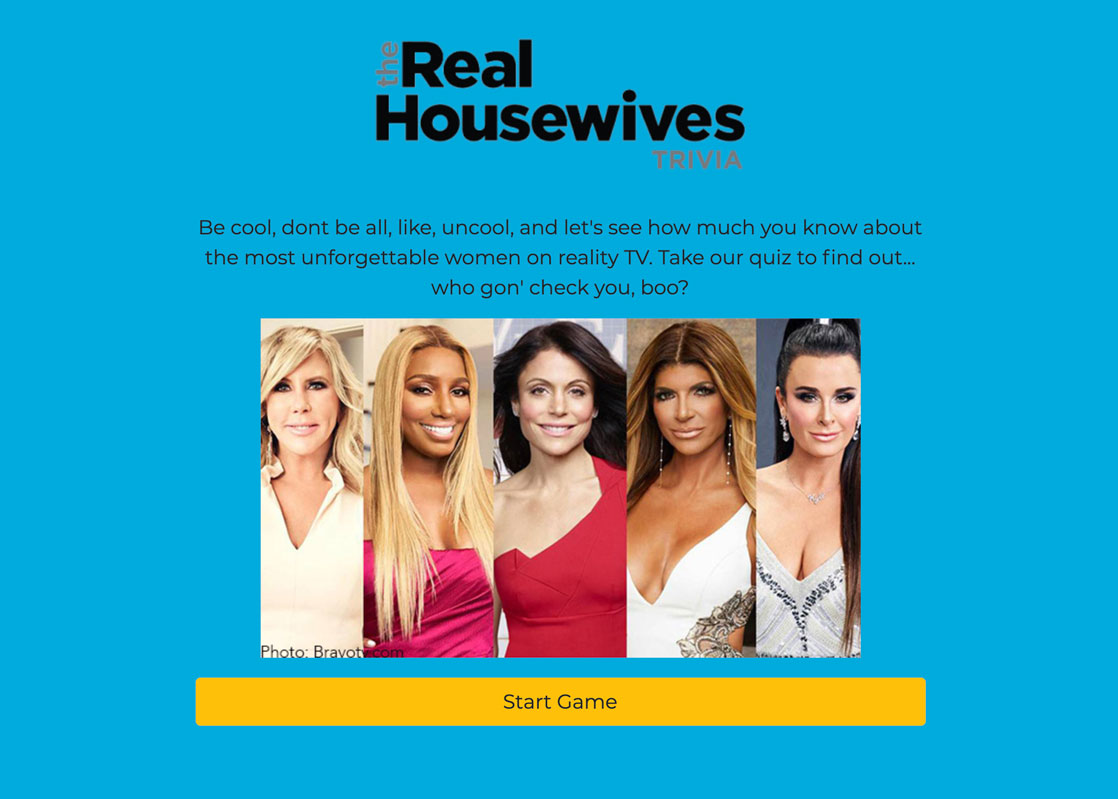 the Real
Housewives
TRIVIA
Be cool, dont be all, like, uncool, and let's see how much you know about
the most unforgettable women on reality TV. Take our quiz to find out...
who gon' check you, boo?
Photo: Bravotv.com
Start Game